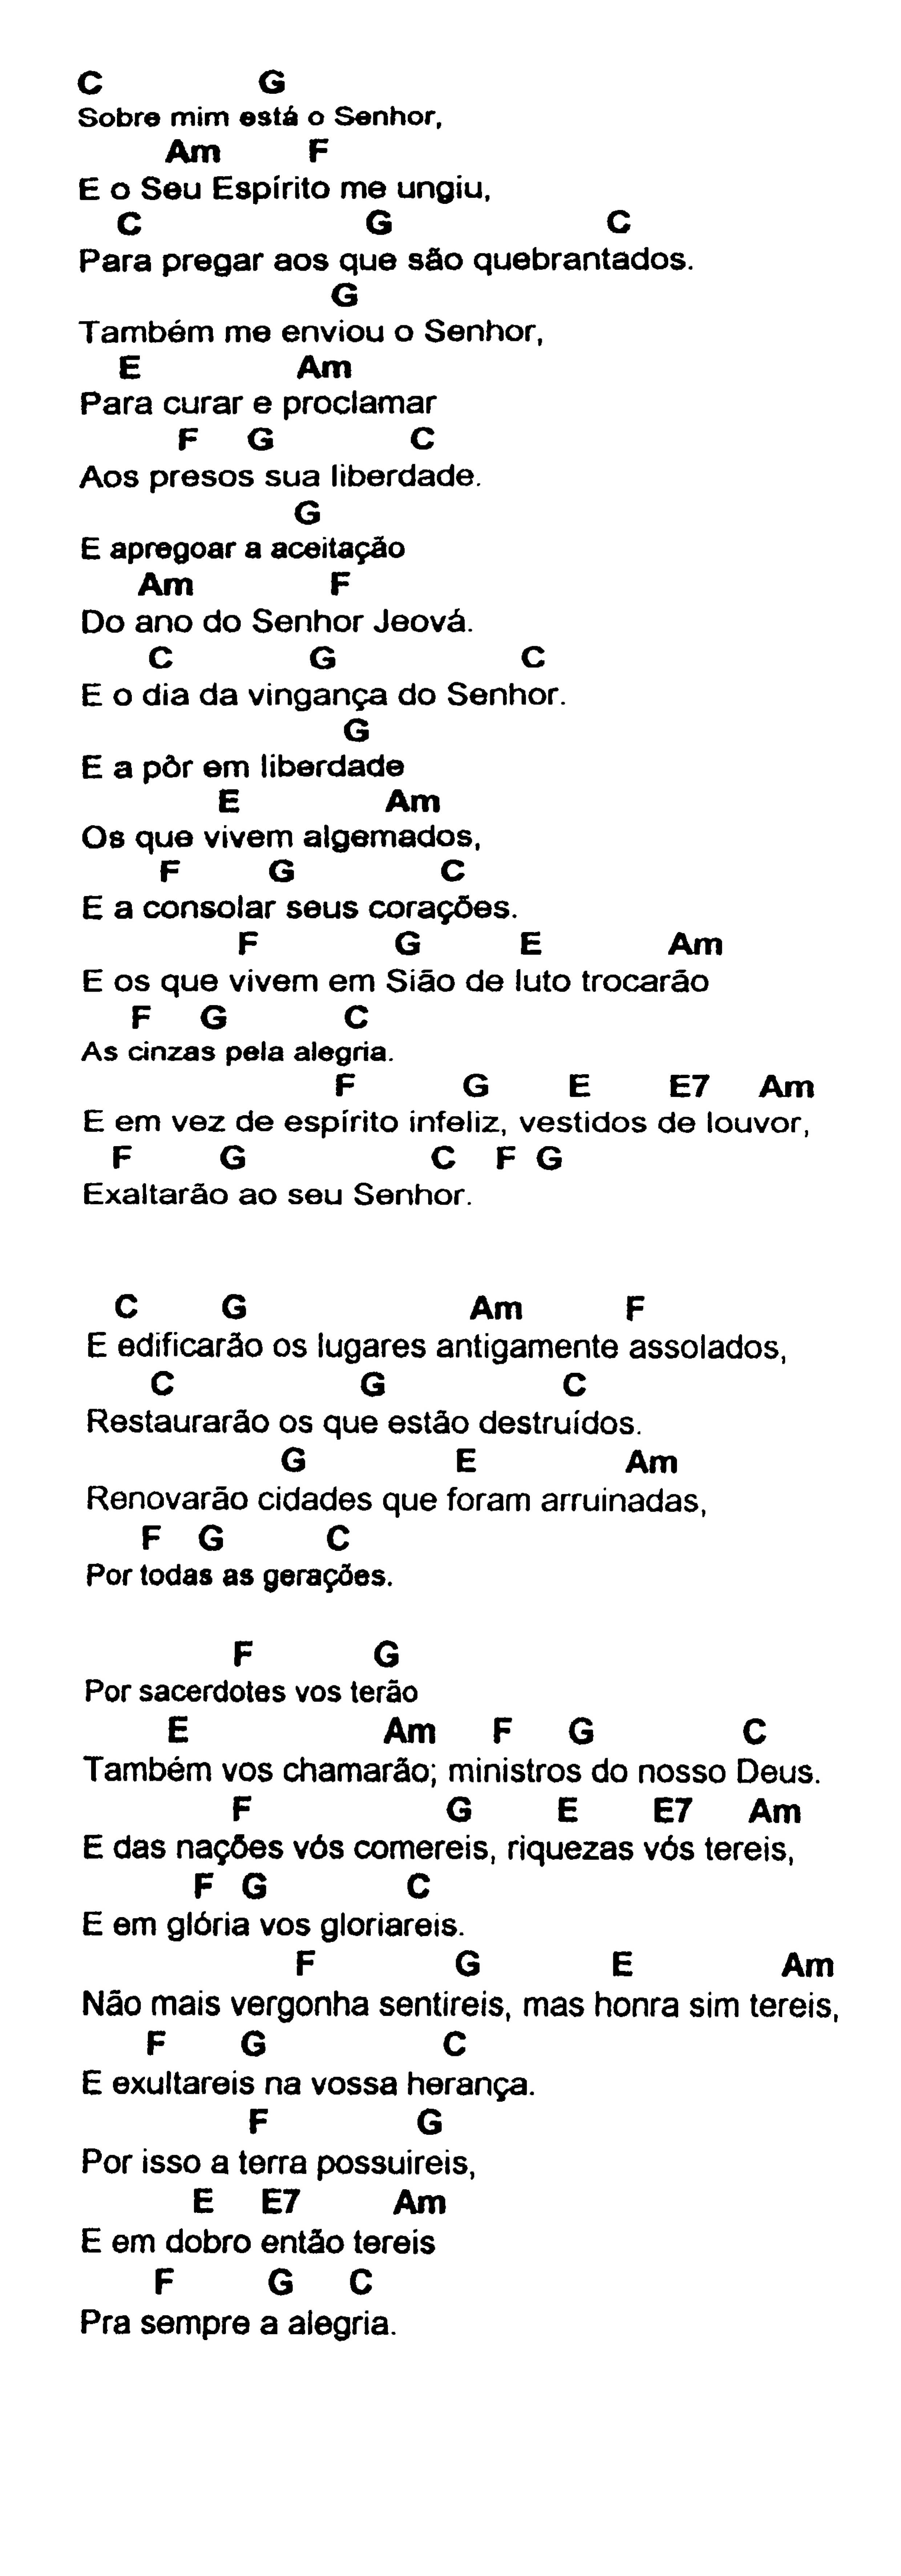 C G
Sobre mim está o Senhor,
Am F
E o Seu Espírito me ungiu,
C G C
Para pregar aos que são quebrantados.
G
Também me enviou o Senhor,
E Am
Para curar e proclamar
F G C
Aos presos sua liberdade.
G
E apregoar a aceitação
Am F
Do ano do Senhor Jeová.
C G C
E o dia da vingança do Senhor.
G
E a pôr em liberdade
E Am
Os que vivem algemados,
F G C
E a consolar seus corações.
F G E Am
E os que vivem em Sião de luto trocarão
F G C
As cinzas pela alegria.
F G E E7 Am
E em vez de espírito infeliz, vestidos de louvor,
F G C F G
Exaltarão ao seu Senhor.
C G Am F
E edificarão os lugares antigamente assolados,
C G C
Restaurarão os que estão destruídos.
G E Am
Renovarão cidades que foram arruinadas,
F G C
Por todas as gerações.
F G
Por sacerdotes vos terão
E Am F G C
Também vos chamarão; ministros do nosso Deus.
F G E E7 Am
E das nações vós comereis, riquezas vós tereis,
F G C
E em glória vos gloriareis.
F G E Am
Não mais vergonha sentireis, mas honra sim tereis,
F G C
E exultareis na vossa herança.
F G
Por isso a terra possuireis,
E E7 Am
E em dobro então tereis
F G C
Pra sempre a alegria.